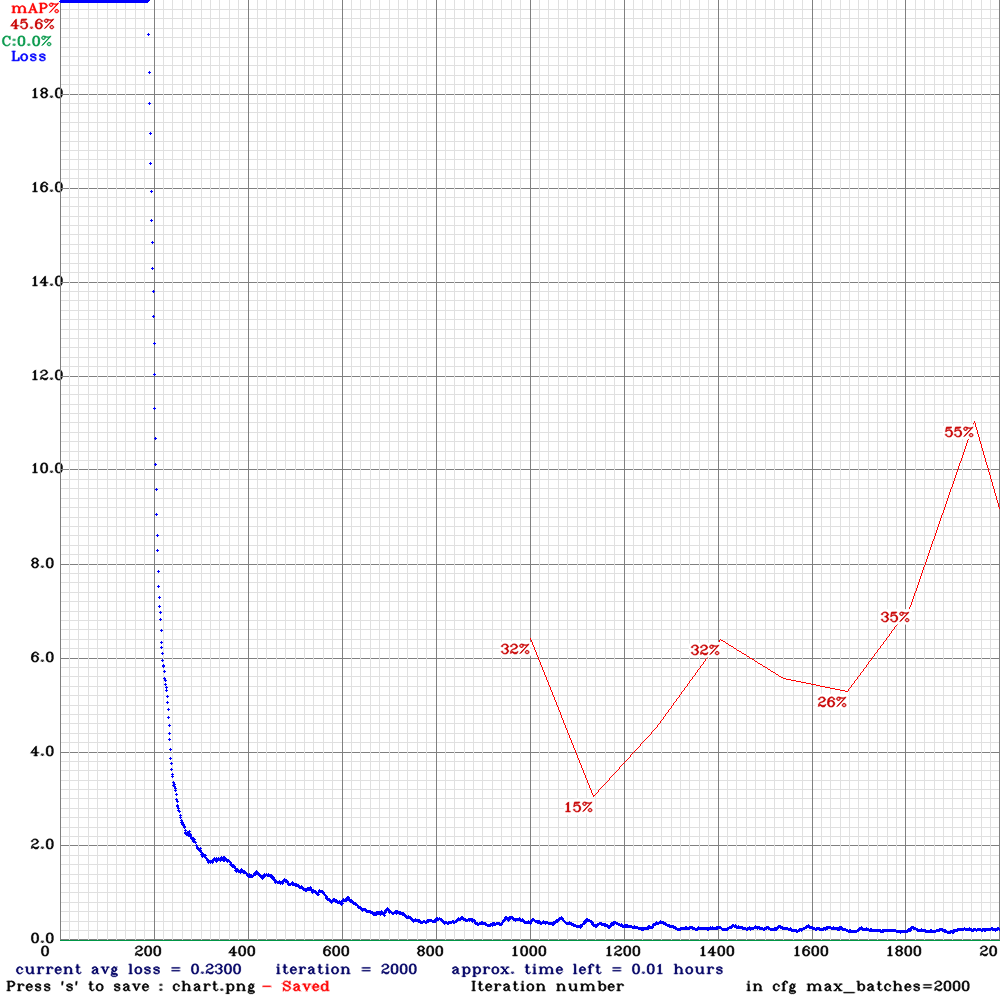 mAP%
45.6%
C:0.0%
Loss
18.0
16.0
14.0
12.0
10.0
8.0
6.0
4.0
2.0
0.0
55%
35%
32%
32%
26%
15%
0 200 400 600 800 1000 1200 1400 1600 1800 20
current avg loss = 0.2300 iteration = 2000 approx. time left = 0.01 hours
Press 's' to save : chart.png - Saved Iteration number in cfg max_batches=2000